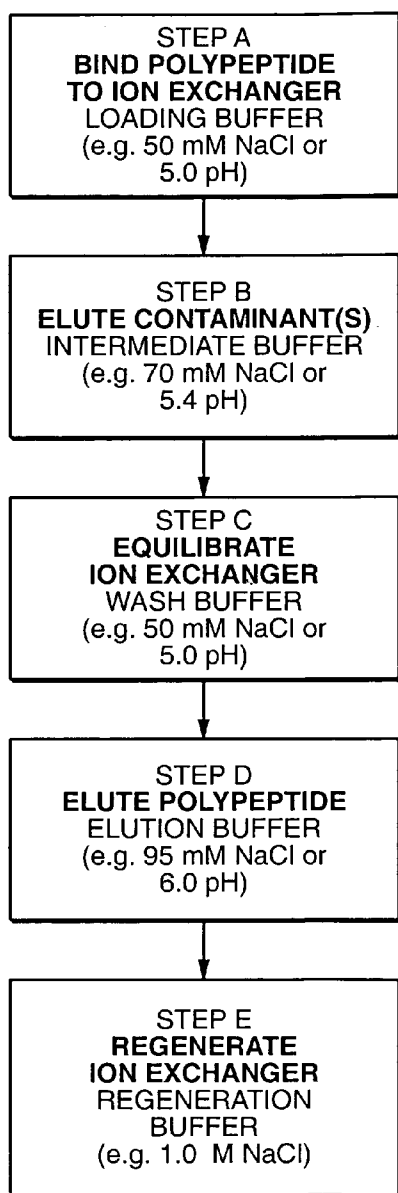 STEP A
BIND POLYPEPTIDE
TO ION EXCHANGER
LOADING BUFFER
(e.g. 50 mM NaCl or
5.0 pH)
STEP B
ELUTE CONTAMINANT(S)
INTERMEDIATE BUFFER
(e.g. 70 mM NaCl or
5.4 pH)
STEP C
EQUILIBRATE
ION EXCHANGER
WASH BUFFER
(e.g. 50 mM NaCl or
5.0 pH)
STEP D
ELUTE POLYPEPTIDE
ELUTION BUFFER
(e.g. 95 mM NaCl or
6.0 pH)
STEP E
REGENERATE
ION EXCHANGER
REGENERATION
BUFFER
(e.g. 1.0 M NaCl)